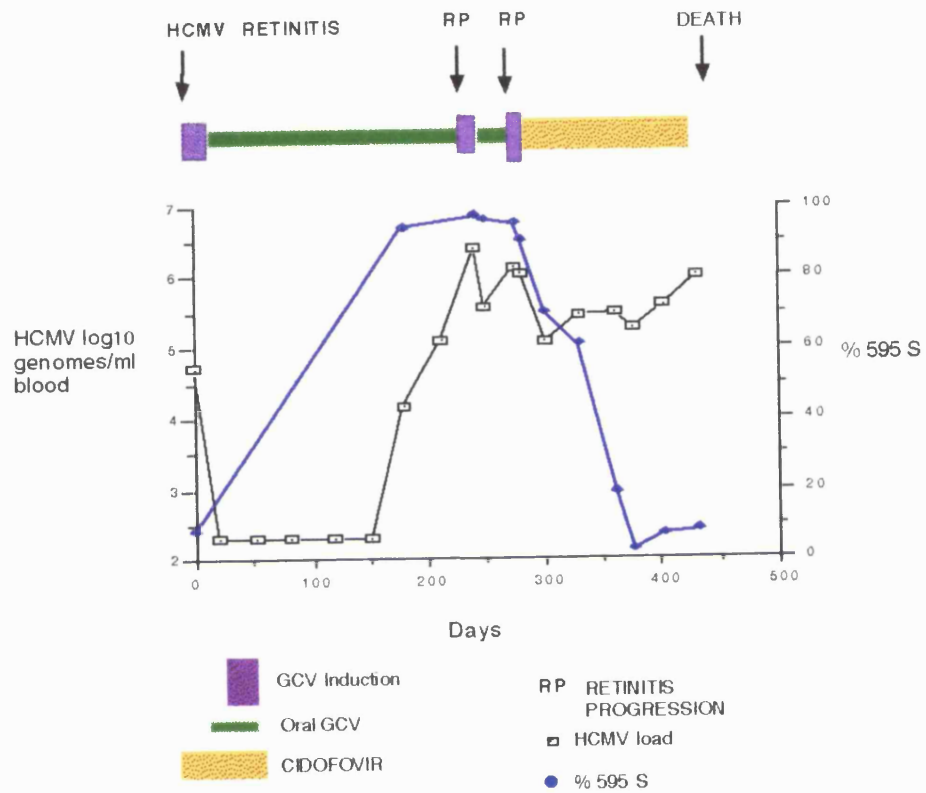 HCMV RETINITIS RP RP DEATH
7
6
5
4
3
2
HCMV log10
genomes/ml
blood
100
80
60
40
20
0
% 595 S
0 100 200 300 400 500
Days
GCV Induction
Oral GCV
CIDOFOVIR
RP RETINITIS
PROGRESSION
HCMV load
% 595 S